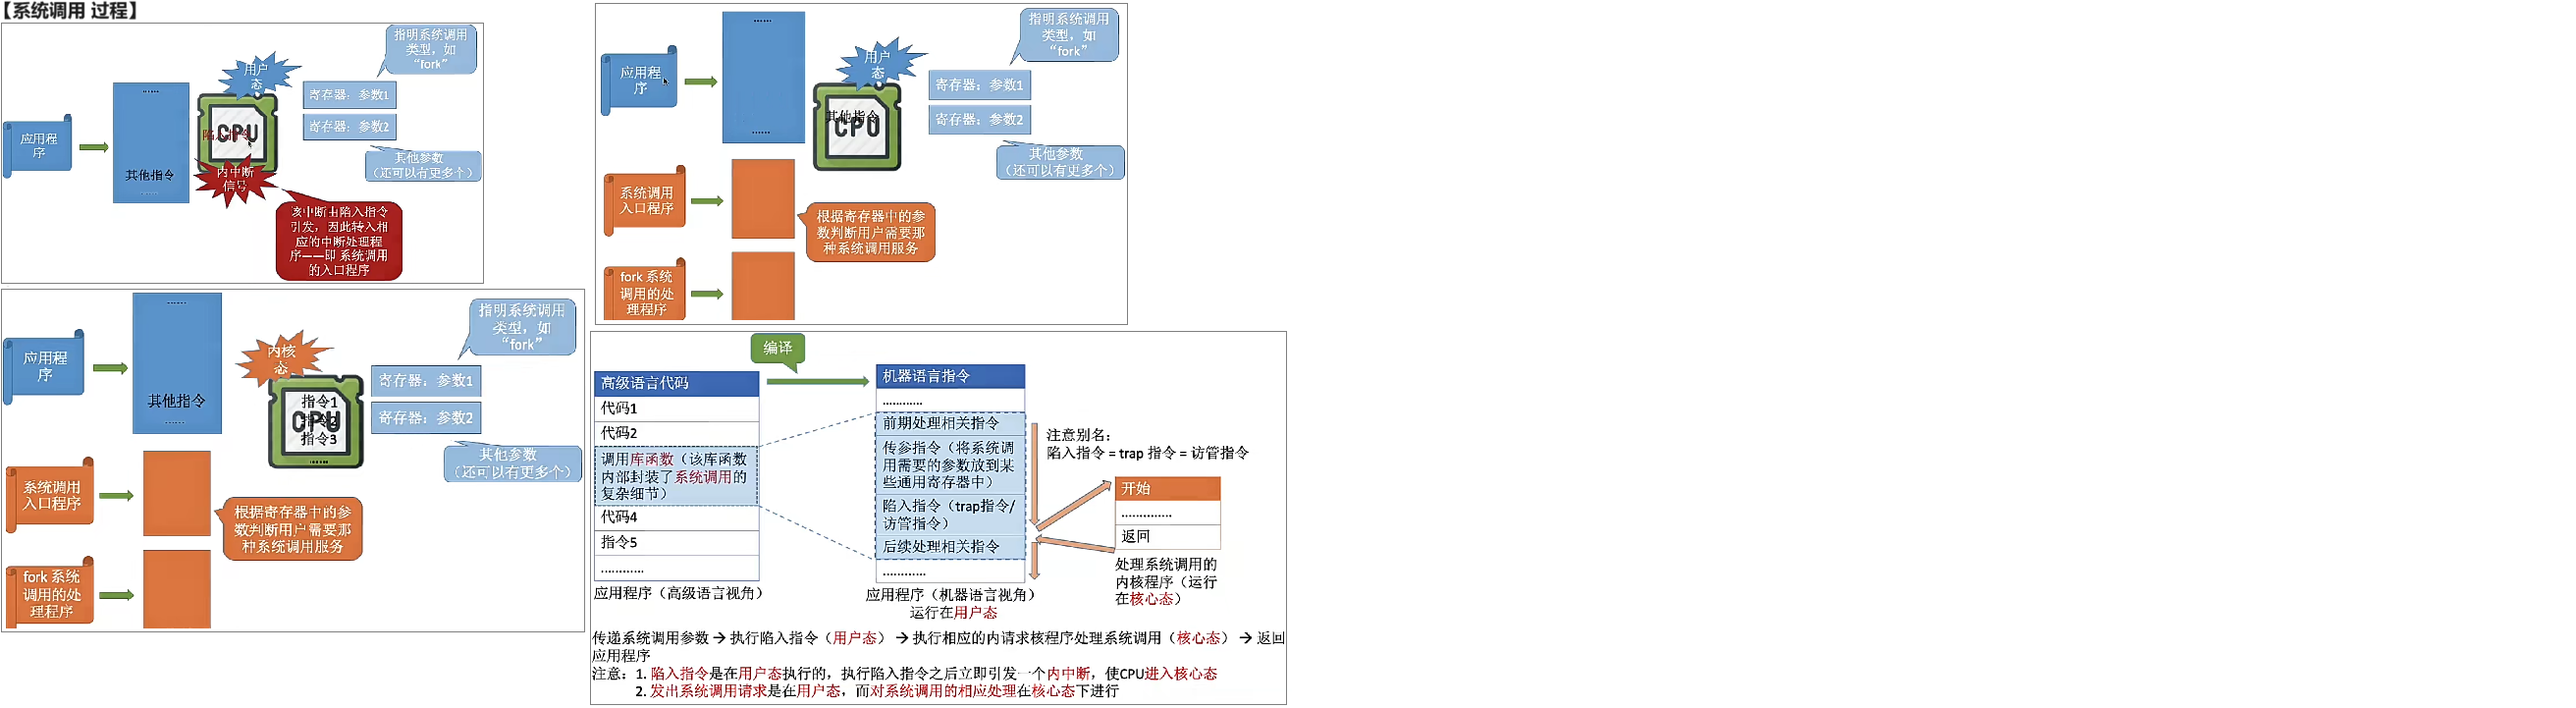 【系统调用 过程】
指明系统调用
类型，如
“fork”
用户
态
寄存器：参数1
寄存器：参数2
CPU
应用程
序
其他指令
......
......
内中断
信号
其他参数
（还可以有更多个）
该中断由陷入指令
引发，因此转入相
应的中断处理程
序——即 系统调用
的入口程序
......
指明系统调用
类型，如
“fork”
用户
态
应用程
序
寄存器：参数1
其他指令
CPU
寄存器：参数2
......
其他参数
（还可以有更多个）
系统调用
入口程序
根据寄存器中的参
数判断用户需要那
种系统调用服务
fork 系统
调用的处
理程序
......
指明系统调用
类型，如
“fork”
内核
态
应用程
序
寄存器：参数1
其他指令
......
指令1
CPU
指令3
......
寄存器：参数2
其他参数
（还可以有更多个）
系统调用
入口程序
根据寄存器中的参
数判断用户需要那
种系统调用服务
fork 系统
调用的处
理程序
编译
高级语言代码
代码1
代码2
调用库函数（该库函数
内部封装了系统调用的
复杂细节）
代码4
指令5
............
应用程序（高级语言视角）
机器语言指令
............
前期处理相关指令
传参指令（将系统调
用需要的参数放到某
些通用寄存器中）
陷入指令（trap指令/
访管指令）
后续处理相关指令
............
应用程序（机器语言视角）
运行在用户态
注意别名：
陷入指令 = trap 指令 = 访管指令
开始
..............
返回
处理系统调用的
内核程序（运行
在核心态）
传递系统调用参数 → 执行陷入指令（用户态） → 执行相应的内请求核程序处理系统调用（核心态） → 返回
应用程序
注意：1. 陷入指令是在用户态执行的，执行陷入指令之后立即引发一个内中断，使CPU进入核心态
2. 发出系统调用请求是在用户态，而对系统调用的相应处理在核心态下进行